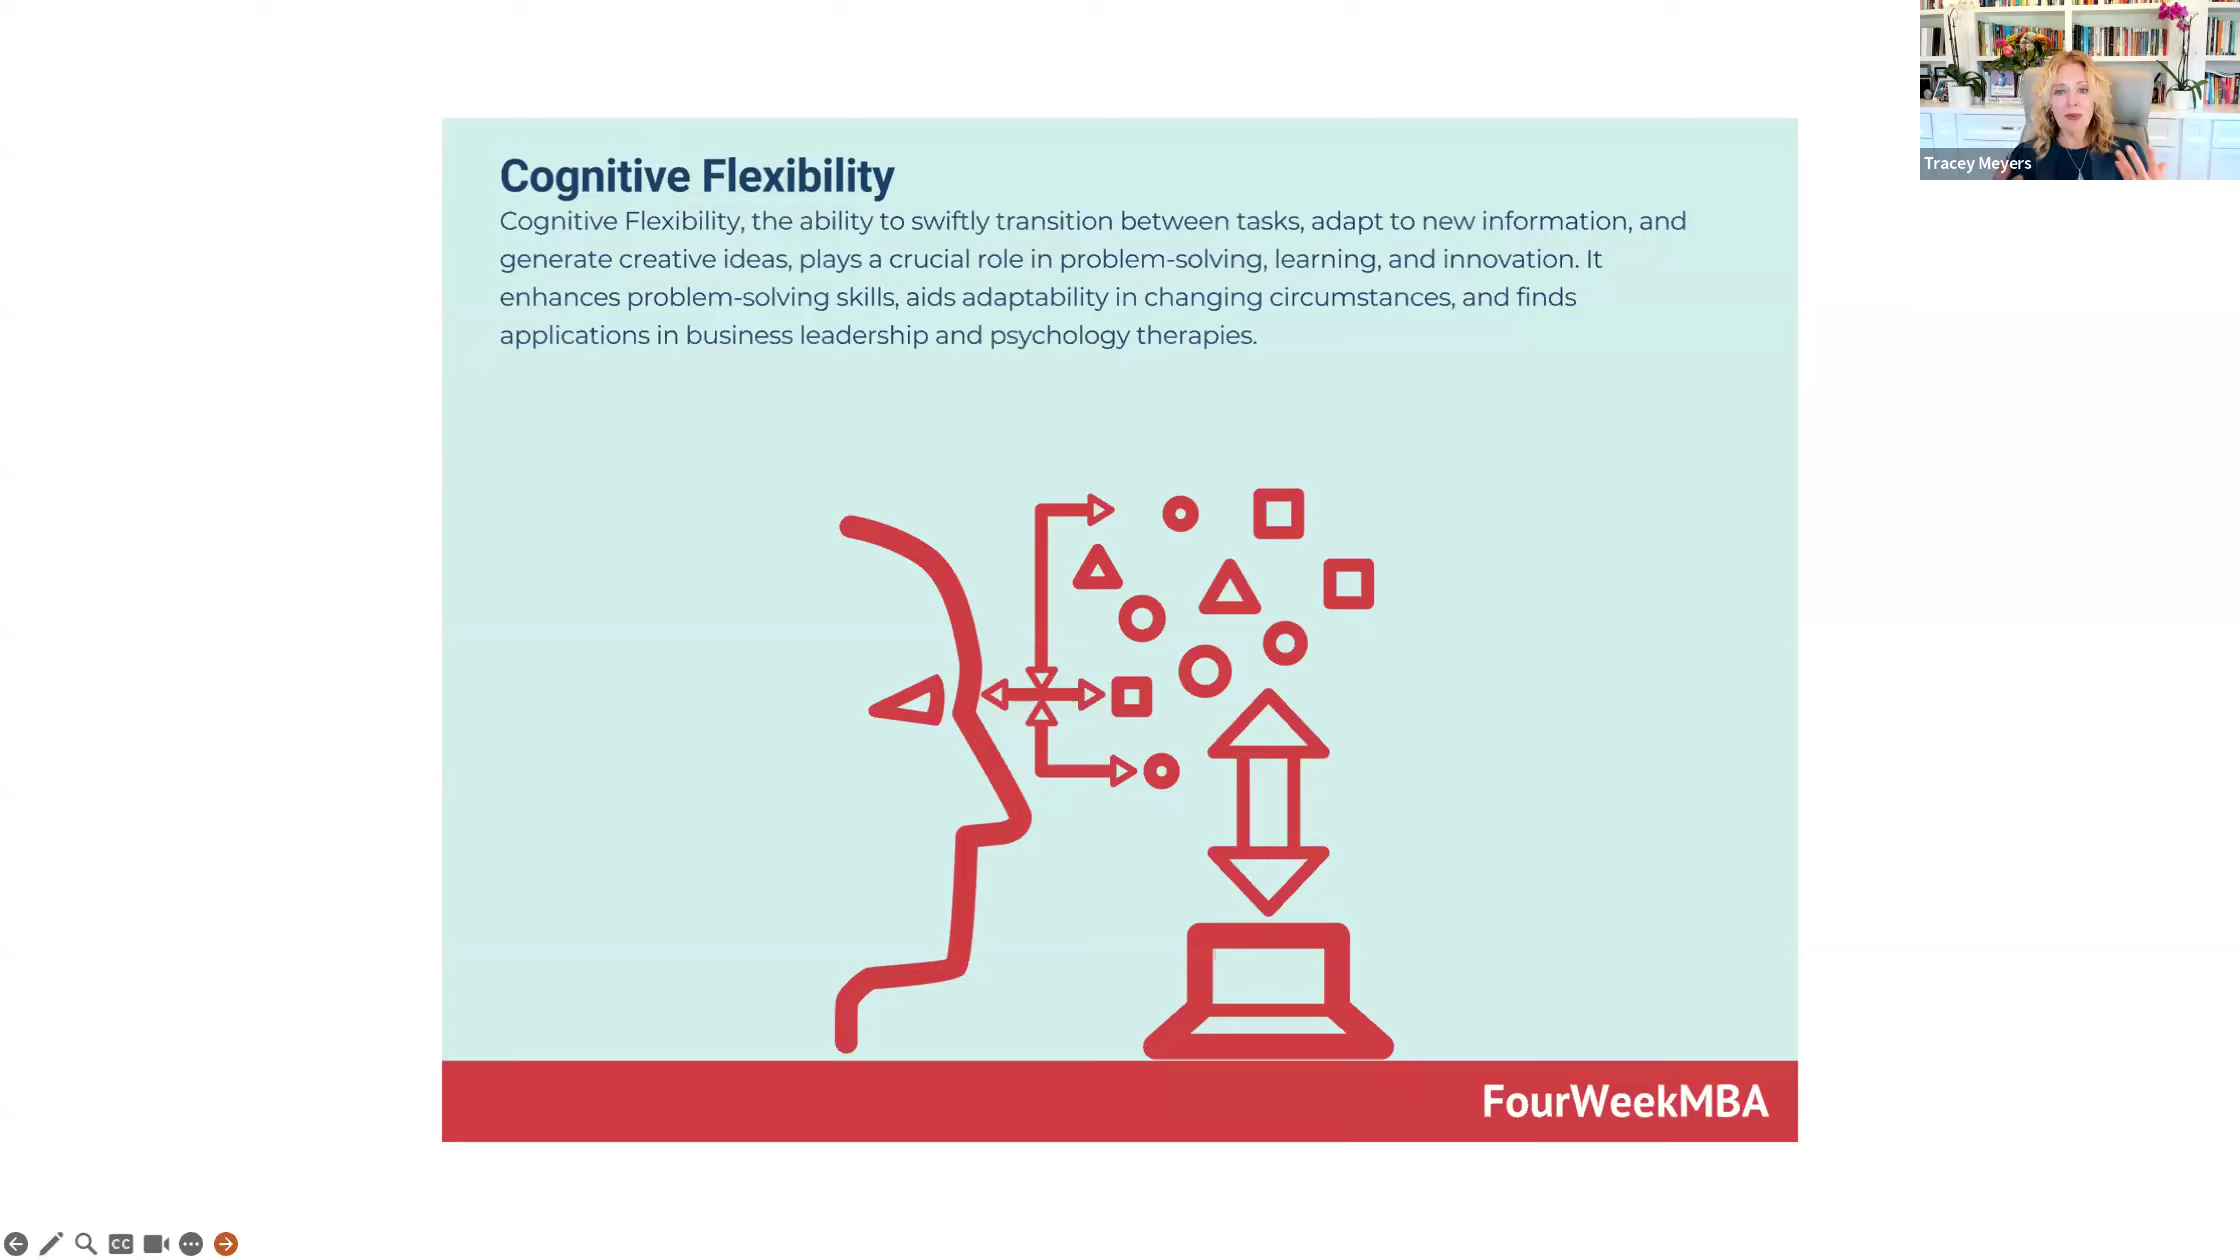 Cognitive Flexibility
Cognitive Flexibility, the ability to swiftly transition between tasks, adapt to new information, and
generate creative ideas, plays a crucial role in problem-solving, learning, and innovation. It
enhances problem-solving skills, aids adaptability in changing circumstances, and finds
applications in business leadership and psychology therapies.
Tracey Meyers
FourWeekMBA
CC